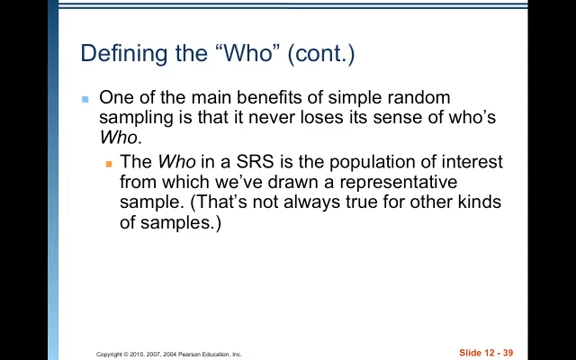 Defining the “Who” (cont.)
One of the main benefits of simple random
sampling is that it never loses its sense of who’s
Who.
The Who in a SRS is the population of interest
from which we’ve drawn a representative
sample. (That’s not always true for other kinds
of samples.)
Copyright © 2010, 2007, 2004 Pearson Education, Inc.
Slide 12 - 39